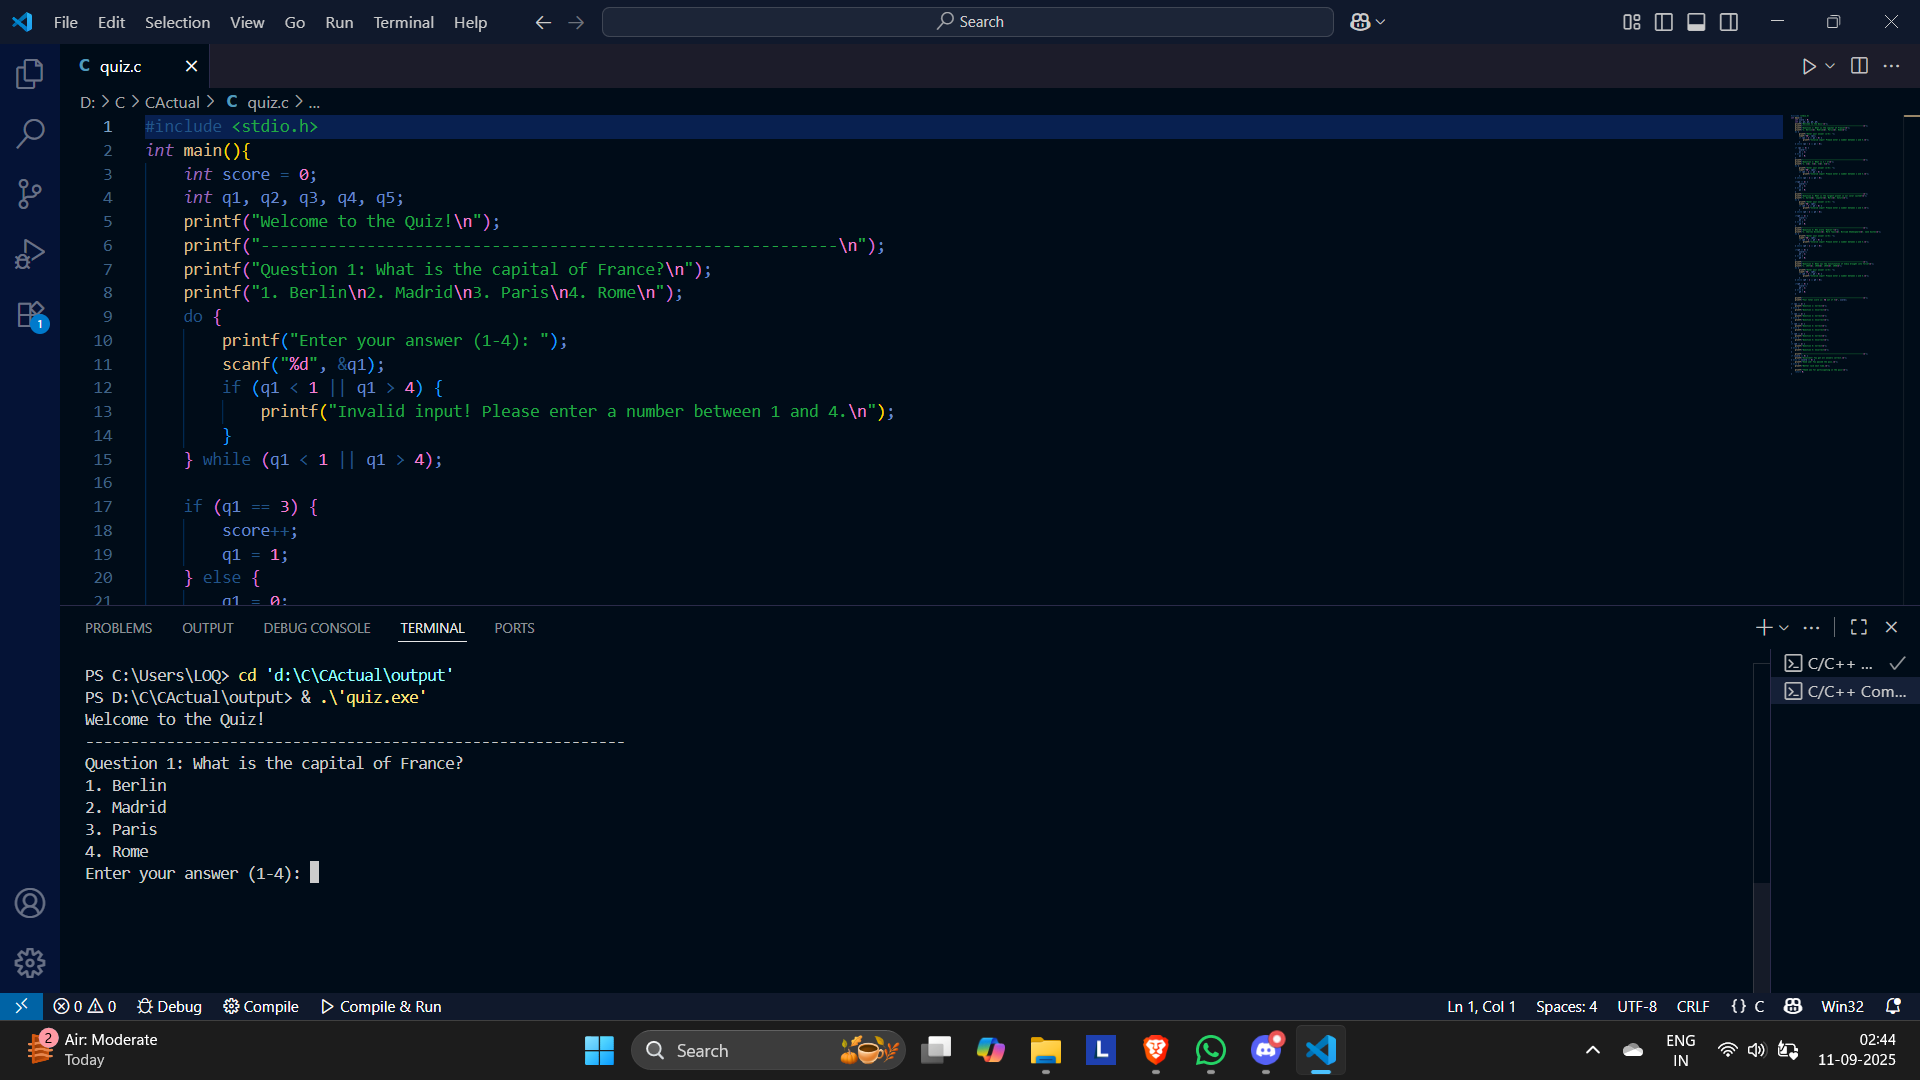 File Edit Selection View Go Run Terminal Help
Search
quiz.c
D: > C > CActual > C quiz.c > ...
1 #include <stdio.h>
2 int main(){
3 int score = 0;
4 int q1, q2, q3, q4, q5;
5 printf("Welcome to the Quiz!\n");
6 printf("------------------------------------------------------------\n");
7 printf("Question 1: What is the capital of France?\n");
8 printf("1. Berlin\n2. Madrid\n3. Paris\n4. Rome\n");
9 do {
10 printf("Enter your answer (1-4): ");
11 scanf("%d", &q1);
12 if (q1 < 1 || q1 > 4) {
13 printf("Invalid input! Please enter a number between 1 and 4.\n");
14 }
15 } while (q1 < 1 || q1 > 4);
16
17 if (q1 == 3) {
18 score++;
19 q1 = 1;
20 } else {
21 q1 = 0;
PROBLEMS OUTPUT DEBUG CONSOLE TERMINAL PORTS
PS C:\Users\LOQ> cd 'd:\C\CActual\output'
PS D:\C\CActual\output> & .\'quiz.exe'
Welcome to the Quiz!
------------------------------------------------------------
Question 1: What is the capital of France?
1. Berlin
2. Madrid
3. Paris
4. Rome
Enter your answer (1-4):
C/C++ ...
C/C++ Com...
1
0 0 Debug Compile Compile & Run
Ln 1, Col 1 Spaces: 4 UTF-8 CRLF {} C Win32
2 Air: Moderate
Today
Search
L
ENG
IN
02:44
11-09-2025